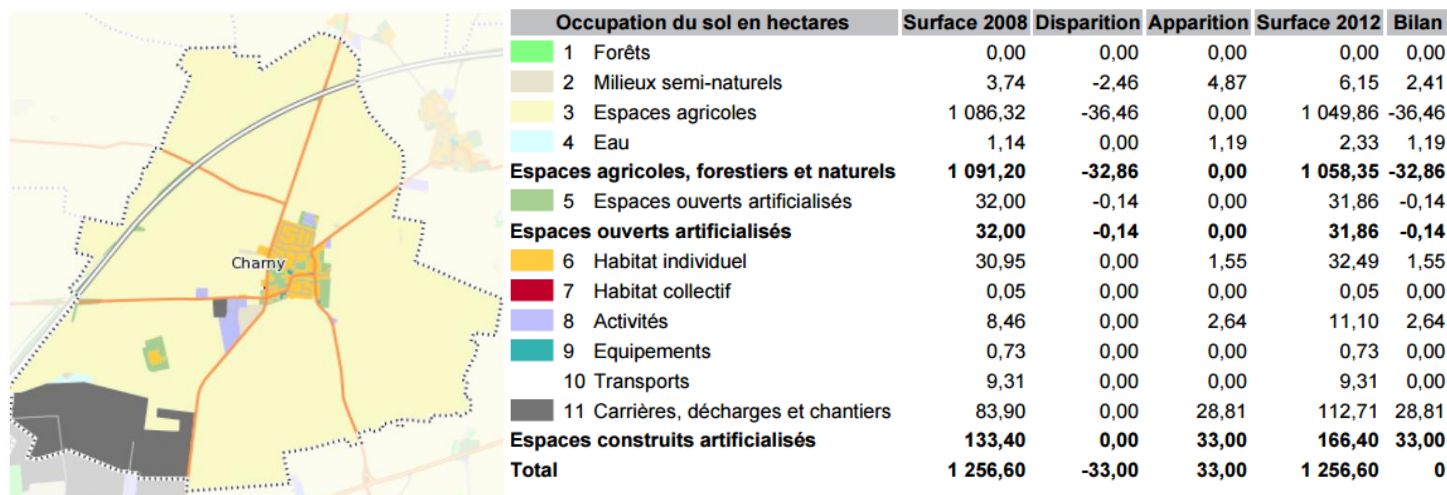 Charny
Occupation du sol en hectares Surface 2008 Disparition Apparition Surface 2012 Bilan
1 Forêts 0,00 0,00 0,00 0,00 0,00
2 Milieux semi-naturels 3,74 -2,46 4,87 6,15 2,41
3 Espaces agricoles 1 086,32 -36,46 0,00 1 049,86 -36,46
4 Eau 1,14 0,00 1,19 2,33 1,19
Espaces agricoles, forestiers et naturels 1 091,20 -32,86 0,00 1 058,35 -32,86
5 Espaces ouverts artificialisés 32,00 -0,14 0,00 31,86 -0,14
Espaces ouverts artificialisés 32,00 -0,14 0,00 31,86 -0,14
6 Habitat individuel 30,95 0,00 1,55 32,49 1,55
7 Habitat collectif 0,05 0,00 0,00 0,05 0,00
8 Activités 8,46 0,00 2,64 11,10 2,64
9 Equipements 0,73 0,00 0,00 0,73 0,00
10 Transports 9,31 0,00 0,00 9,31 0,00
11 Carrières, décharges et chantiers 83,90 0,00 28,81 112,71 28,81
Espaces construits artificialisés 133,40 0,00 33,00 166,40 33,00
Total 1 256,60 -33,00 33,00 1 256,60 0